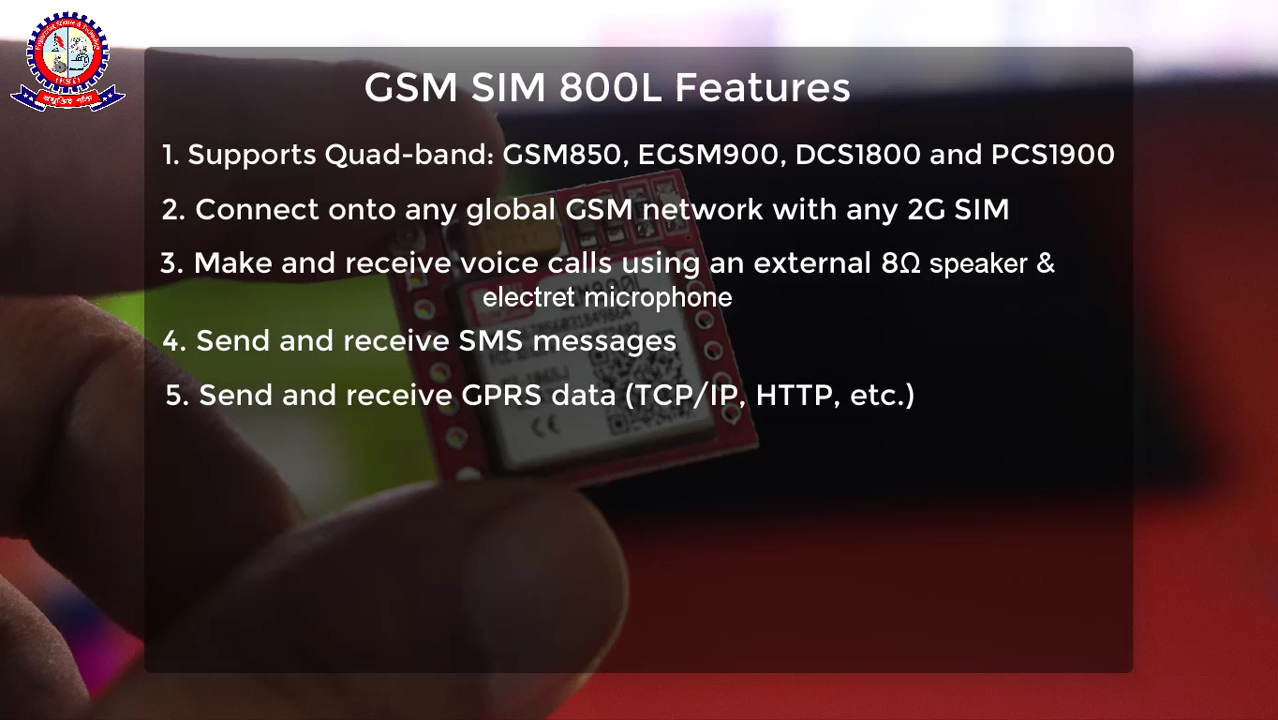 GSM SIM 800L Features
1. Supports Quad-band: GSM850, EGSM900, DCS1800 and PCS1900
2. Connect onto any global GSM network with any 2G SIM
3. Make and receive voice calls using an external 8Ω speaker &
electret microphone
4. Send and receive SMS messages
5. Send and receive GPRS data (TCP/IP, HTTP, etc.)